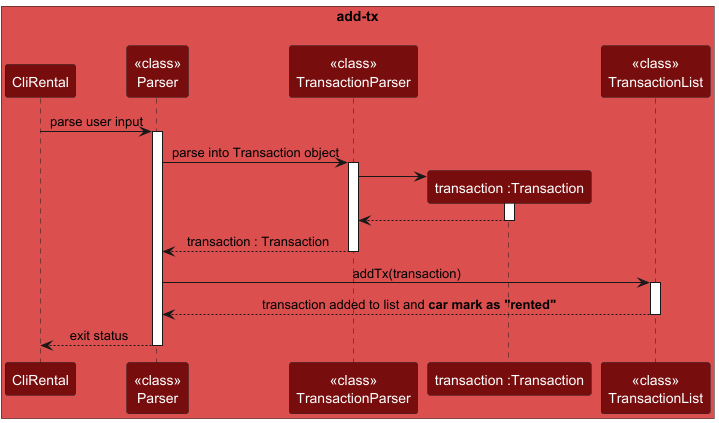 add-tx
CliRental
«class»
Parser
«class»
TransactionParser
«class»
TransactionList
parse user input
parse into Transaction object
transaction :Transaction
transaction : Transaction
addTx(transaction)
transaction added to list and car mark as "rented"
exit status
CliRental
«class»
Parser
«class»
TransactionParser
transaction :Transaction
«class»
TransactionList